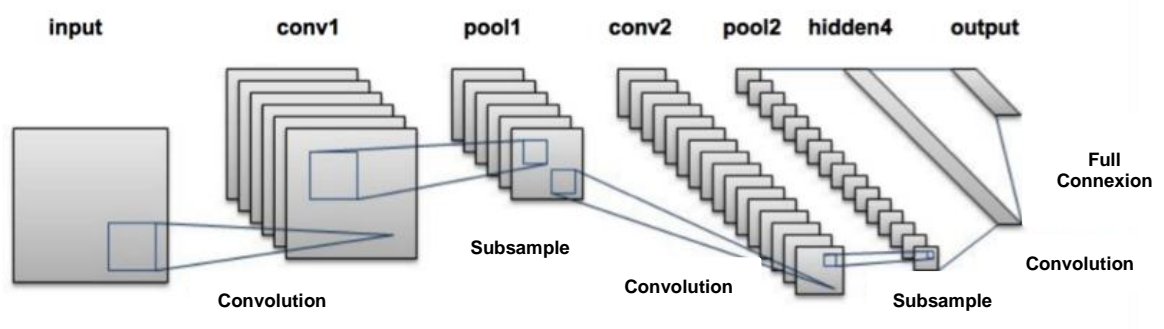 input conv1 pool1 conv2 pool2 hidden4 output
Full
Connexion
Subsample
Convolution
Convolution
Convolution
Subsample